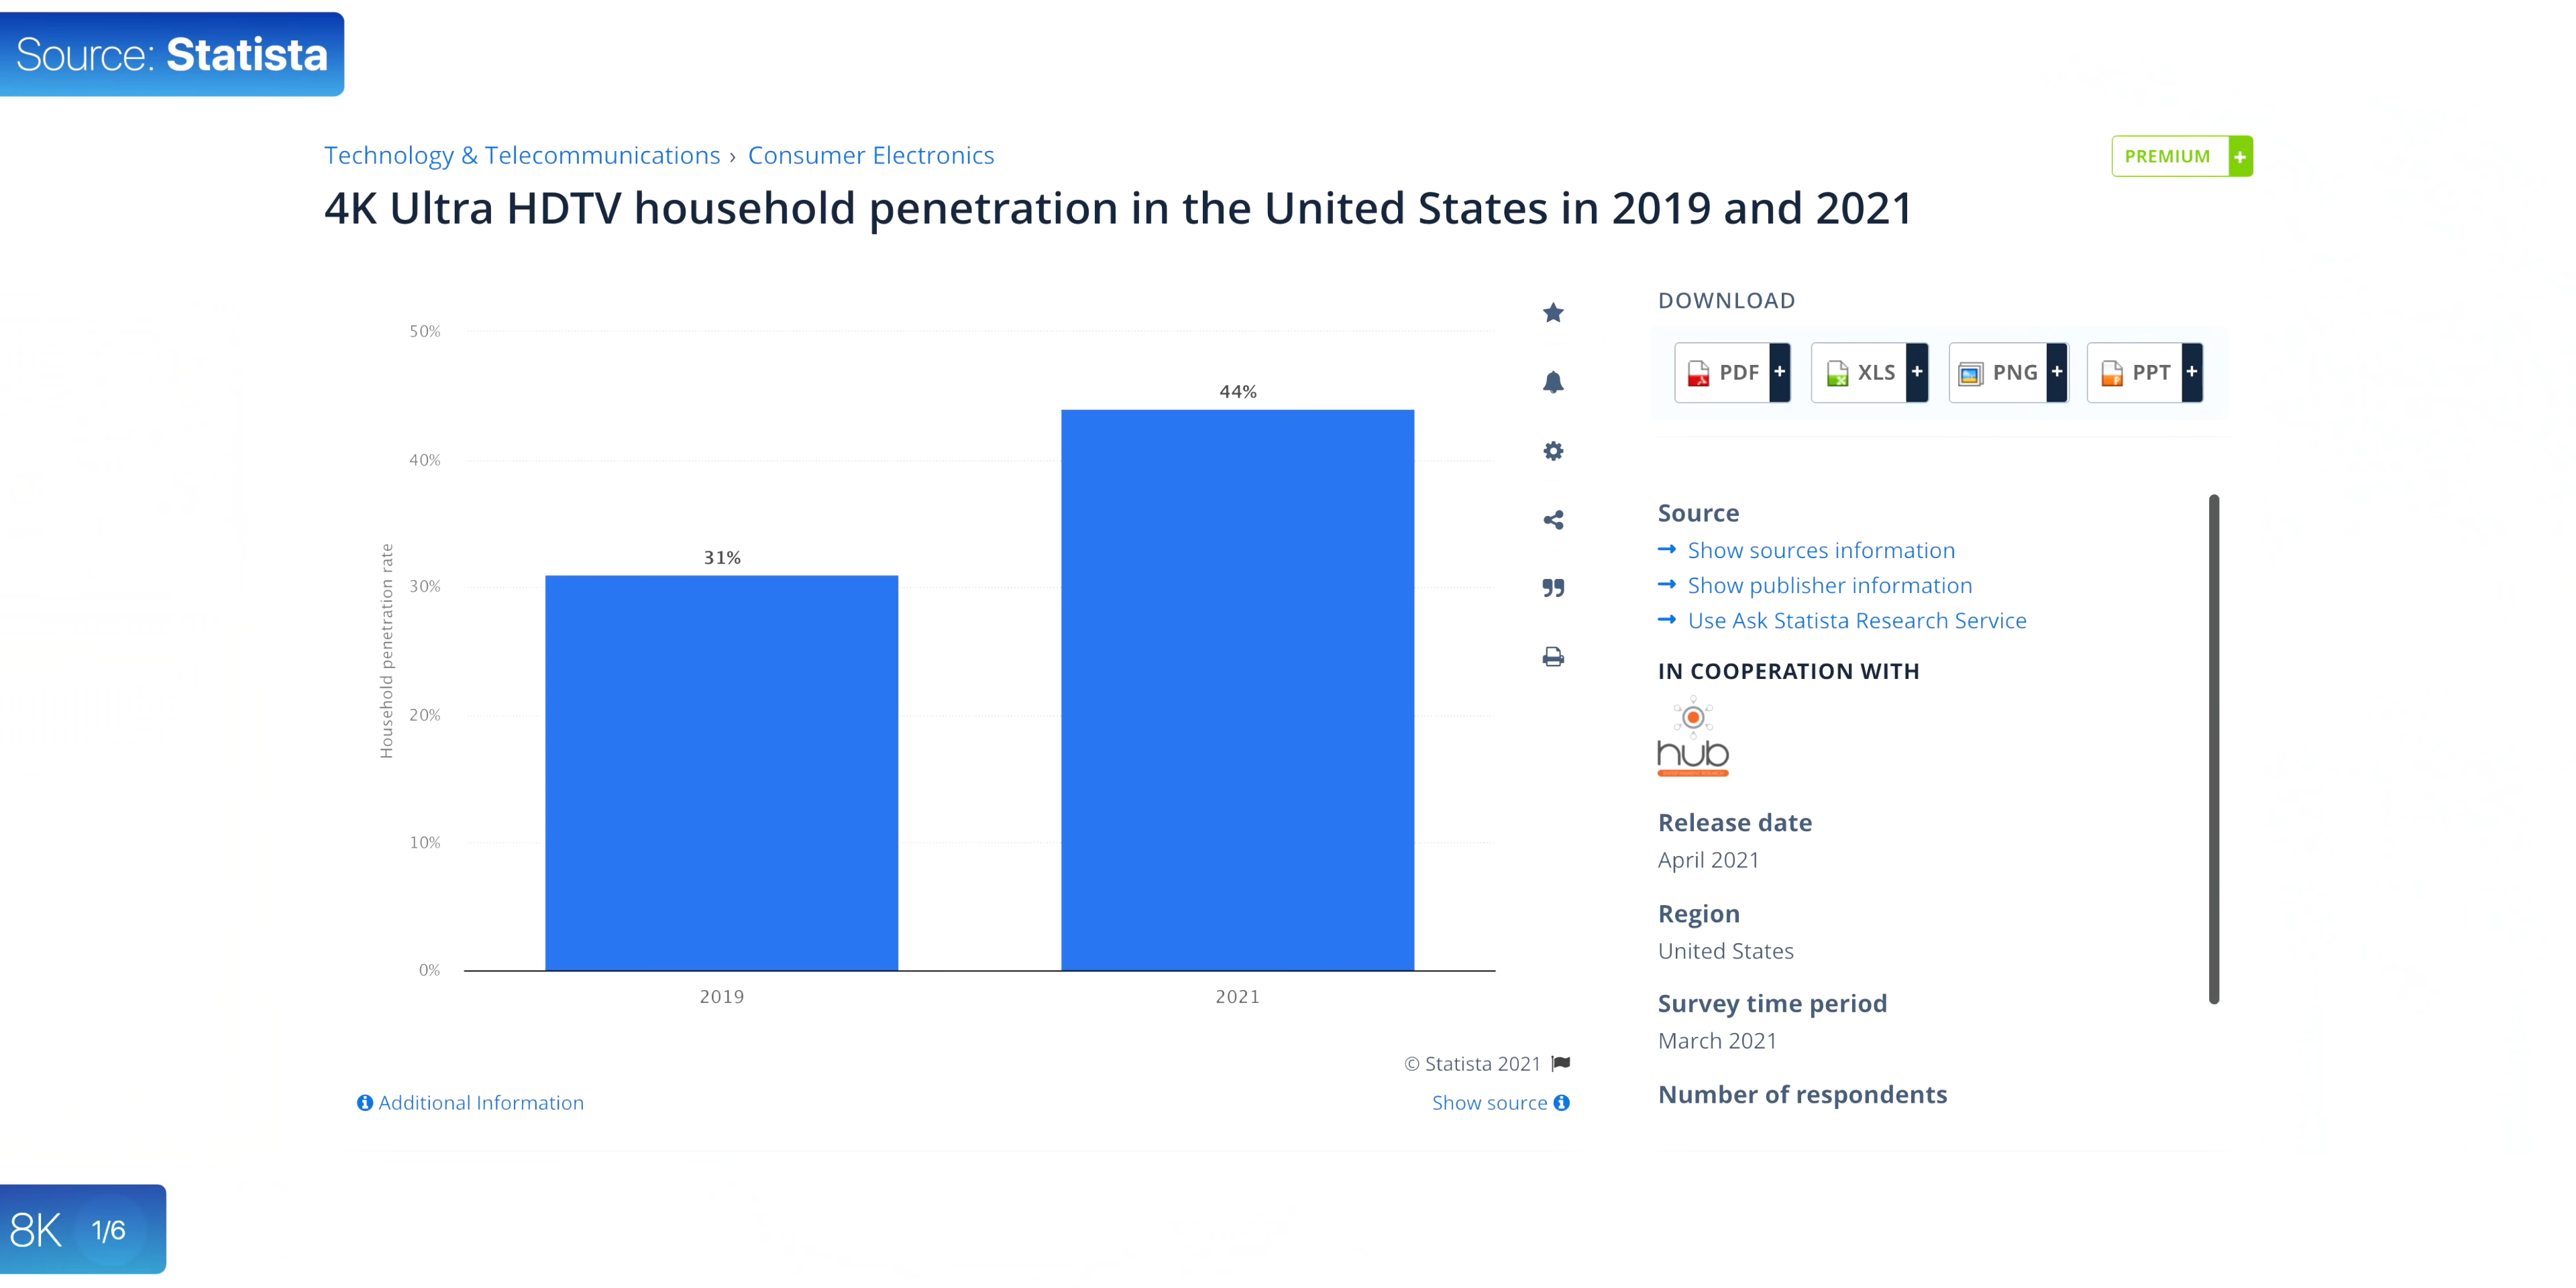 Source: Statista
Technology & Telecommunications › Consumer Electronics
PREMIUM +
4K Ultra HDTV household penetration in the United States in 2019 and 2021
50%
40%
30%
20%
10%
0%
Household penetration rate
31%
44%
2019
2021
© Statista 2021
Additional Information
Show source
DOWNLOAD
PDF + XLS + PNG + PPT +
Source
→ Show sources information
→ Show publisher information
→ Use Ask Statista Research Service
IN COOPERATION WITH
hub
Release date
April 2021
Region
United States
Survey time period
March 2021
Number of respondents
8K 1/6